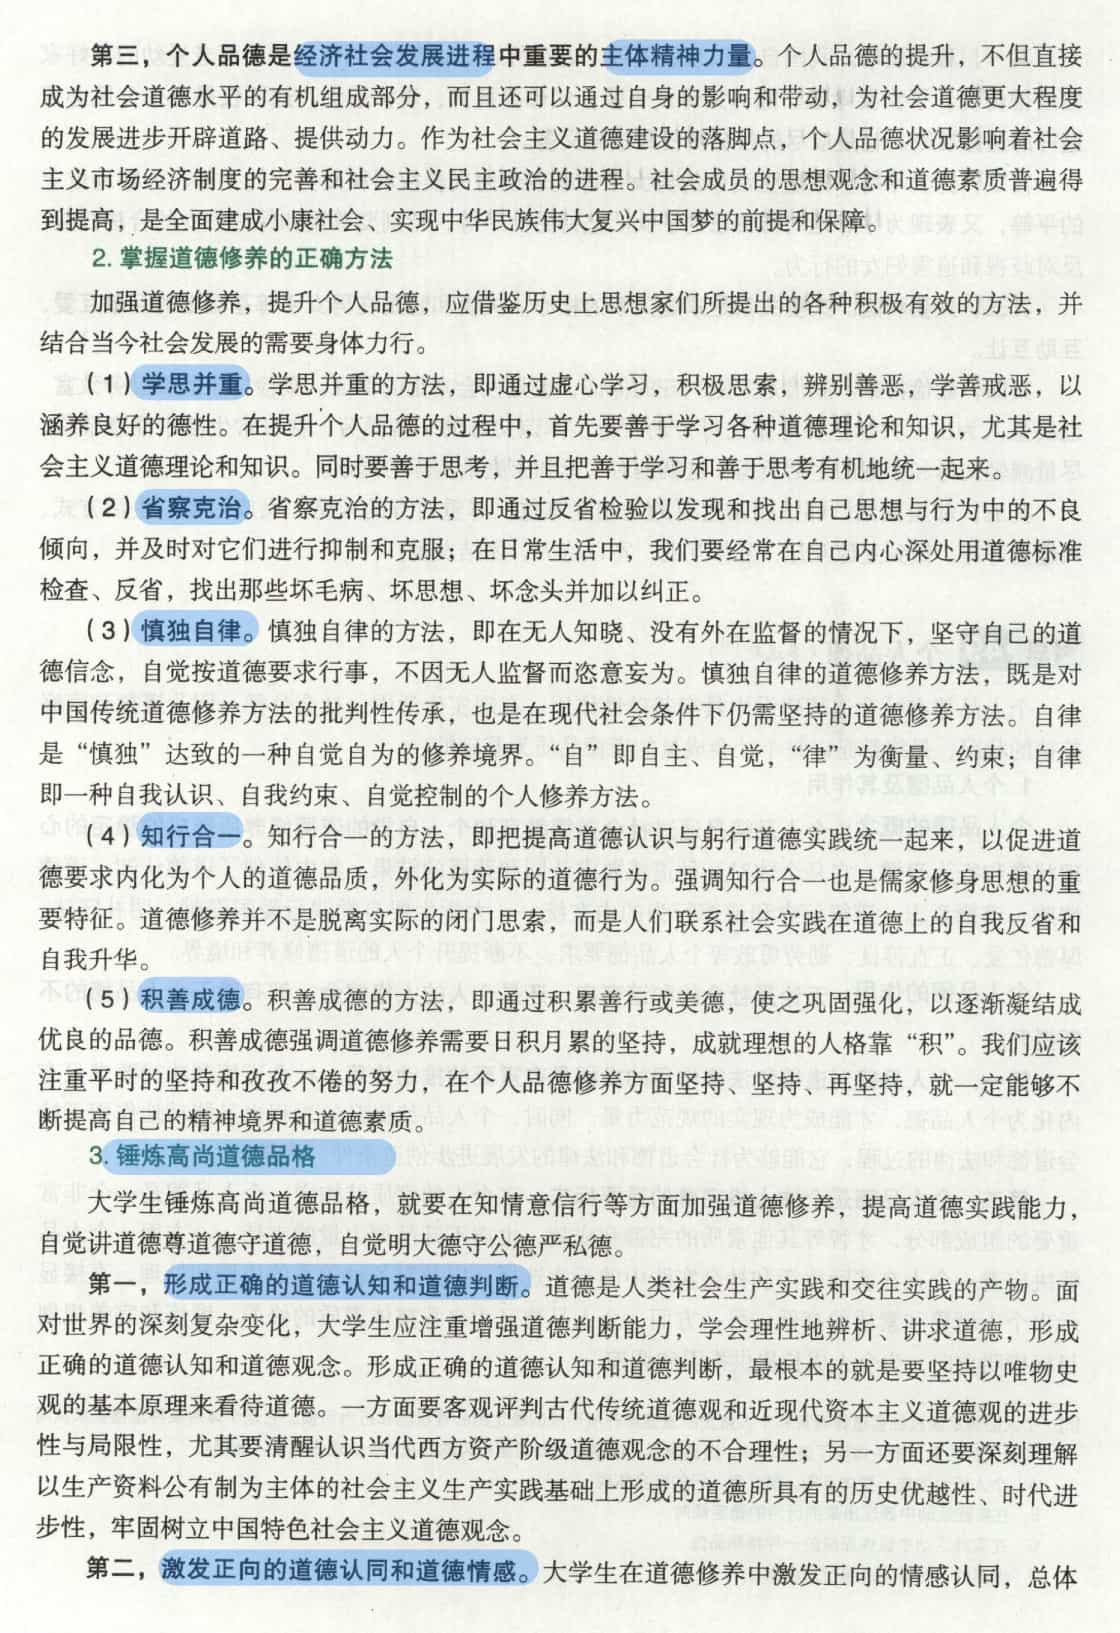 第三，个人品德是经济社会发展进程中重要的主体精神力量。个人品德的提升，不但直接
成为社会道德水平的有机组成部分，而且还可以通过自身的影响和带动，为社会道德更大程度
的发展进步开辟道路、提供动力。作为社会主义道德建设的落脚点，个人品德状况影响着社会
主义市场经济制度的完善和社会主义民主政治的进程。社会成员的思想观念和道德素质普遍得
到提高，是全面建成小康社会、实现中华民族伟大复兴中国梦的前提和保障。
2. 掌握道德修养的正确方法
加强道德修养，提升个人品德，应借鉴历史上思想家们所提出的各种积极有效的方法，并
结合当今社会发展的需要身体力行。
（1）学思并重。学思并重的方法，即通过虚心学习，积极思索，辨别善恶，学善戒恶，以
涵养良好的德性。在提升个人品德的过程中，首先要善于学习各种道德理论和知识，尤其是社
会主义道德理论和知识。同时要善于思考，并且把善于学习和善于思考有机地统一起来。
（2）省察克治。省察克治的方法，即通过反省检验以发现和找出自己思想与行为中的不良
倾向，并及时对它们进行抑制和克服；在日常生活中，我们要经常在自己内心深处用道德标准
检查、反省，找出那些坏毛病、坏思想、坏念头并加以纠正。
（3）慎独自律。慎独自律的方法，即在无人知晓、没有外在监督的情况下，坚守自己的道
德信念，自觉按道德要求行事，不因无人监督而恣意妄为。慎独自律的道德修养方法，既是对
中国传统道德修养方法的批判性传承，也是在现代社会条件下仍需坚持的道德修养方法。自律
是“慎独”达致的一种自觉自为的修养境界。“自”即自主、自觉，“律”为衡量、约束；自律
即一种自我认识、自我约束、自觉控制的个人修养方法。
（4）知行合一。知行合一的方法，即把提高道德认识与躬行道德实践统一起来，以促进道
德要求内化为个人的道德品质，外化为实际的道德行为。强调知行合一也是儒家修身思想的重
要特征。道德修养并不是脱离实际的闭门思索，而是人们联系社会实践在道德上的自我反省和
自我升华。
（5）积善成德。积善成德的方法，即通过积累善行或美德，使之巩固强化，以逐渐凝结成
优良的品德。积善成德强调道德修养需要日积月累的坚持，成就理想的人格靠“积”。我们应该
注重平时的坚持和孜孜不倦的努力，在个人品德修养方面坚持、坚持、再坚持，就一定能够不
断提高自己的精神境界和道德素质。
3. 锤炼高尚道德品格
大学生锤炼高尚道德品格，就要在知情意信行等方面加强道德修养，提高道德实践能力，
自觉讲道德尊道德守道德，自觉明大德守公德严私德。
第一，形成正确的道德认知和道德判断。道德是人类社会生产实践和交往实践的产物。面
对世界的深刻复杂变化，大学生应注重增强道德判断能力，学会理性地辨析、讲求道德，形成
正确的道德认知和道德观念。形成正确的道德认知和道德判断，最根本的就是要坚持以唯物史
观的基本原理来看待道德。一方面要客观评判古代传统道德观和近现代资本主义道德观的进步
性与局限性，尤其要清醒认识当代西方资产阶级道德观念的不合理性；另一方面还要深刻理解
以生产资料公有制为主体的社会主义生产实践基础上形成的道德所具有的历史优越性、时代进
步性，牢固树立中国特色社会主义道德观念。
第二，激发正向的道德认同和道德情感。大学生在道德修养中激发正向的情感认同，总体